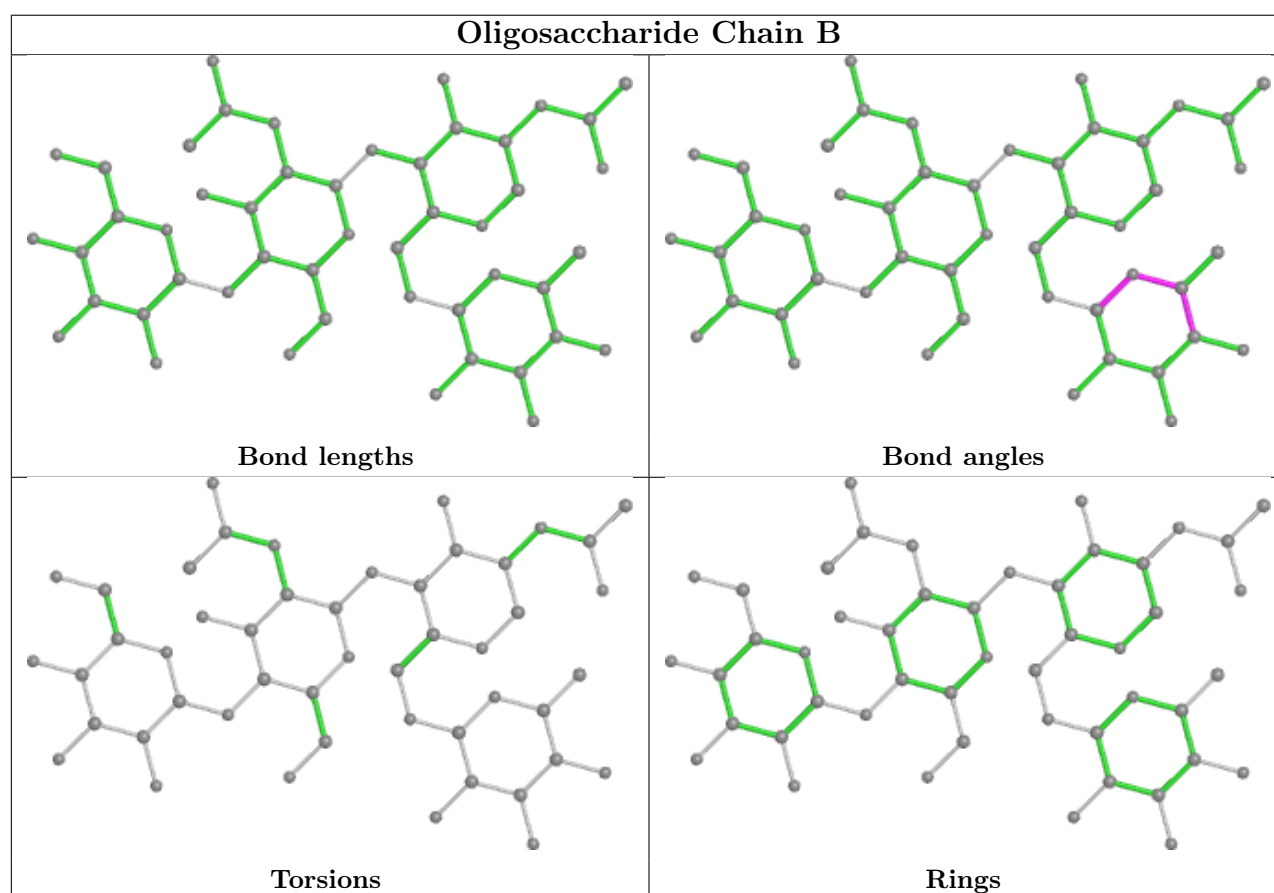 Oligosaccharide Chain B
Bond lengths
Bond angles
Torsions
Rings